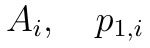 A_i, p_{1,i}